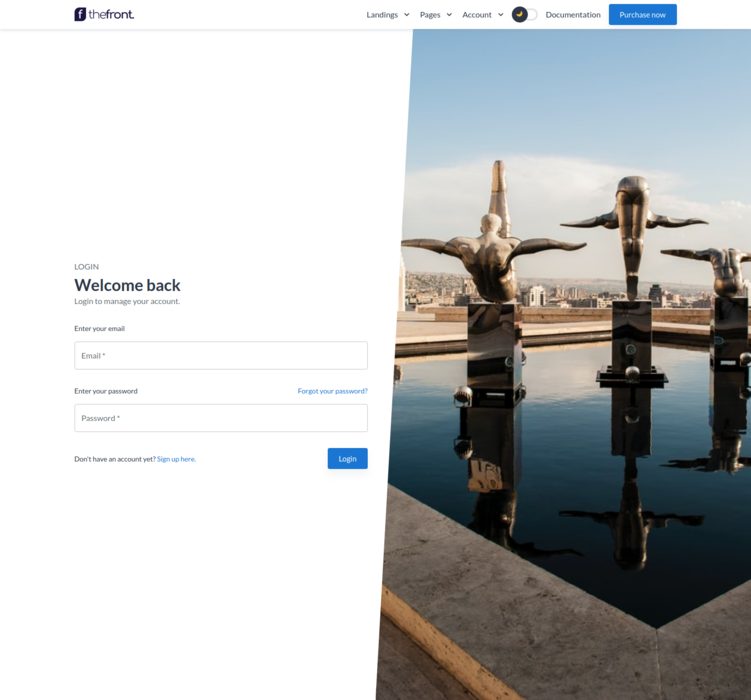 thefront.
Landings Pages Account Documentation Purchase now
LOGIN
Welcome back
Login to manage your account.
Enter your email
Email *
Enter your password Forgot your password?
Password *
Don't have an account yet? Sign up here. Login